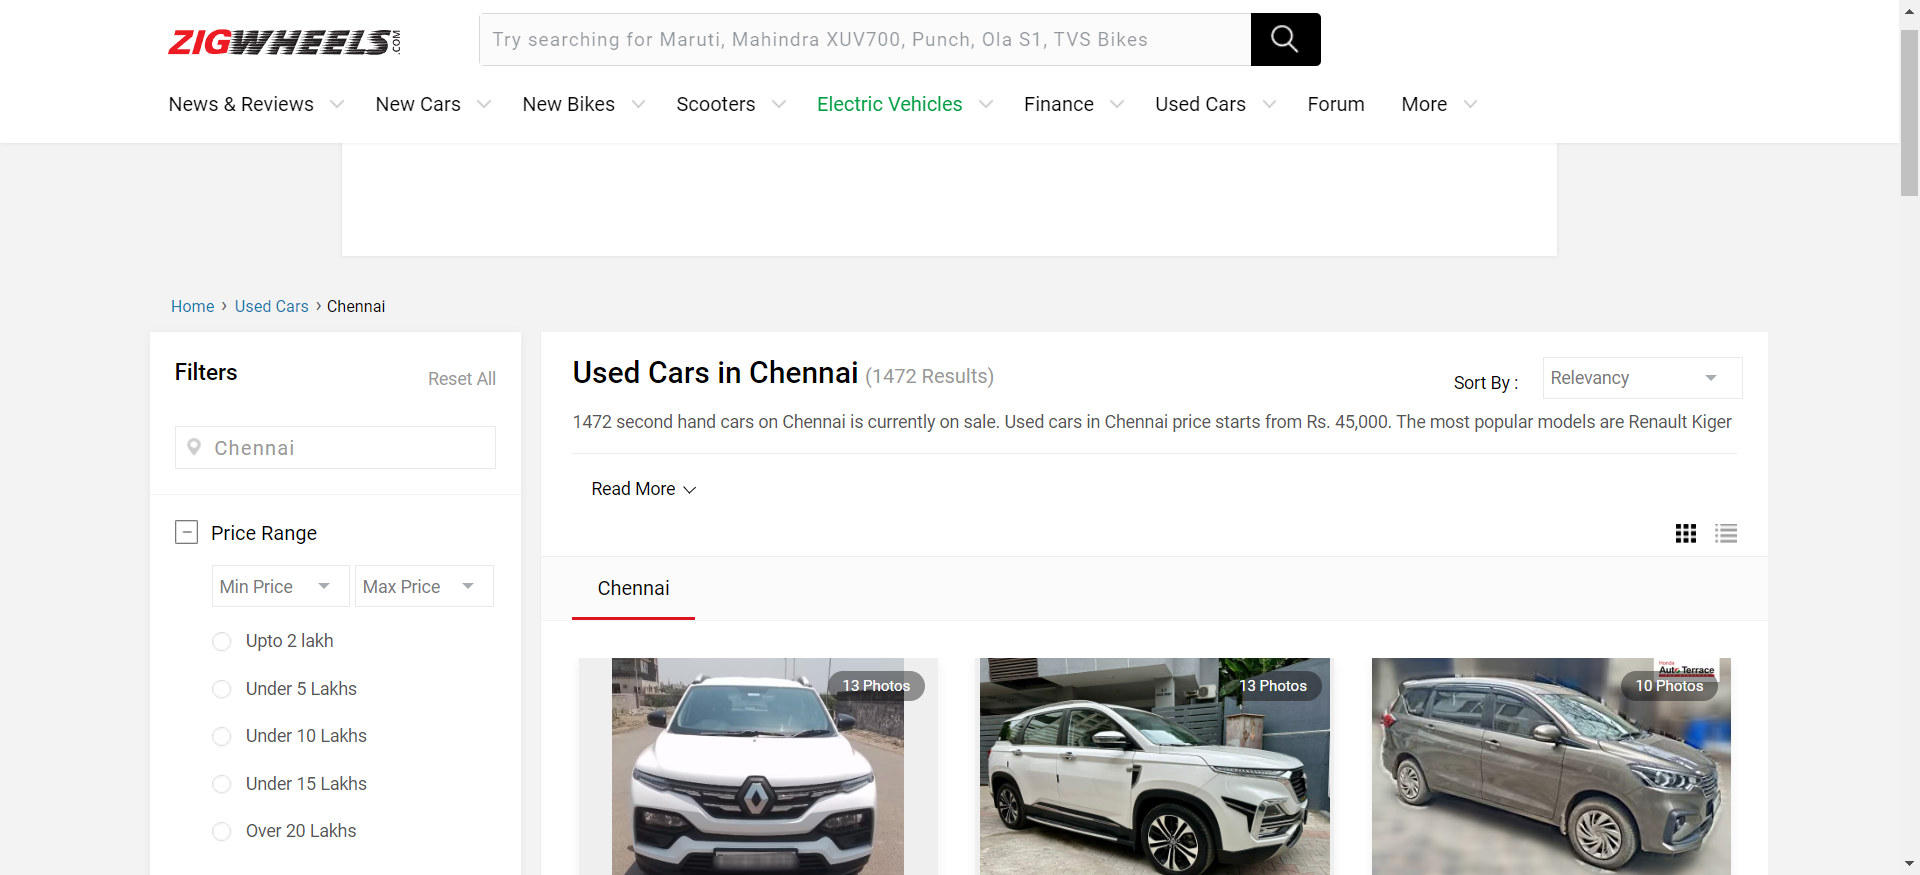 ZIGWHEELS.COM
Try searching for Maruti, Mahindra XUV700, Punch, Ola S1, TVS Bikes
News & Reviews New Cars New Bikes Scooters Electric Vehicles Finance Used Cars Forum More
Home › Used Cars › Chennai
Filters
Reset All
Chennai
Price Range
Min Price Max Price
Upto 2 lakh
Under 5 Lakhs
Under 10 Lakhs
Under 15 Lakhs
Over 20 Lakhs
Used Cars in Chennai (1472 Results)
Sort By : Relevancy
1472 second hand cars on Chennai is currently on sale. Used cars in Chennai price starts from Rs. 45,000. The most popular models are Renault Kiger
Read More
Chennai
13 Photos
13 Photos
Honda
Auto Terrace
10 Photos